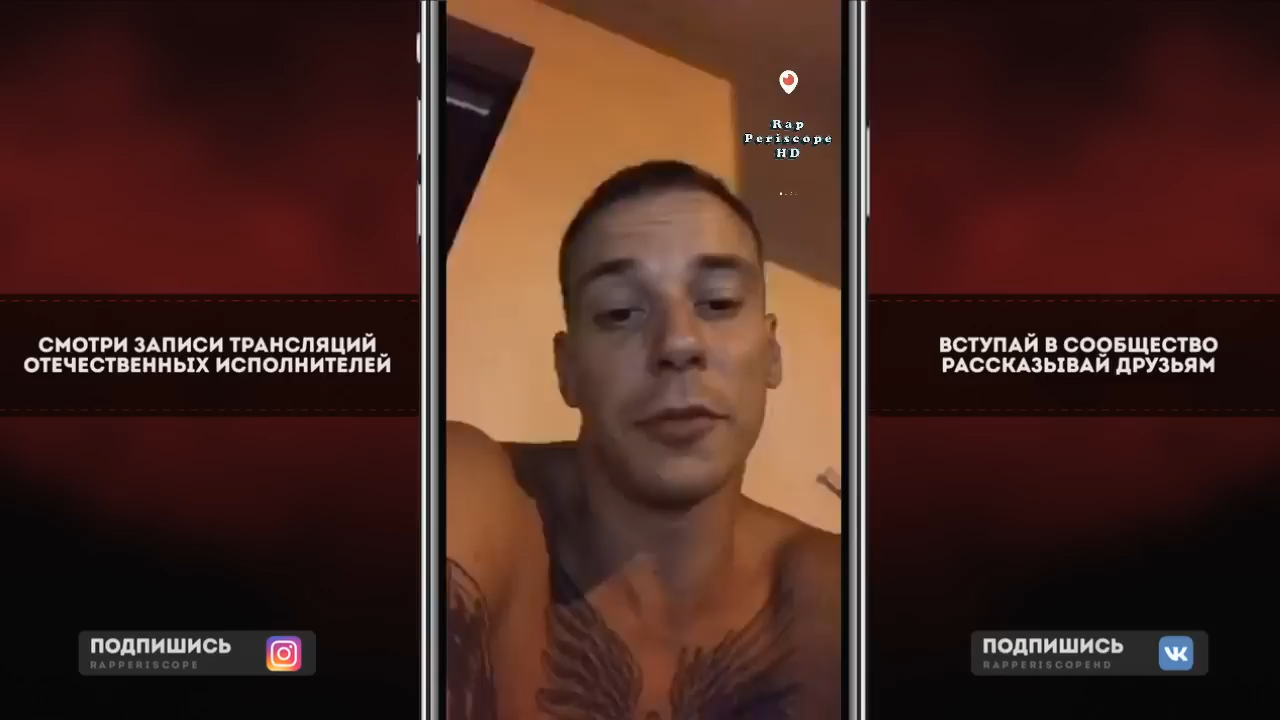 Rap
Periscope
HD
СМОТРИ ЗАПИСИ ТРАНСЛЯЦИЙ
ОТЕЧЕСТВЕННЫХ ИСПОЛНИТЕЛЕЙ
ВСТУПАЙ В СООБЩЕСТВО
РАССКАЗЫВАЙ ДРУЗЬЯМ
ПОДПИШИСЬ
RAPPERISCOPE
ПОДПИШИСЬ
RAPPERISCOPEHD